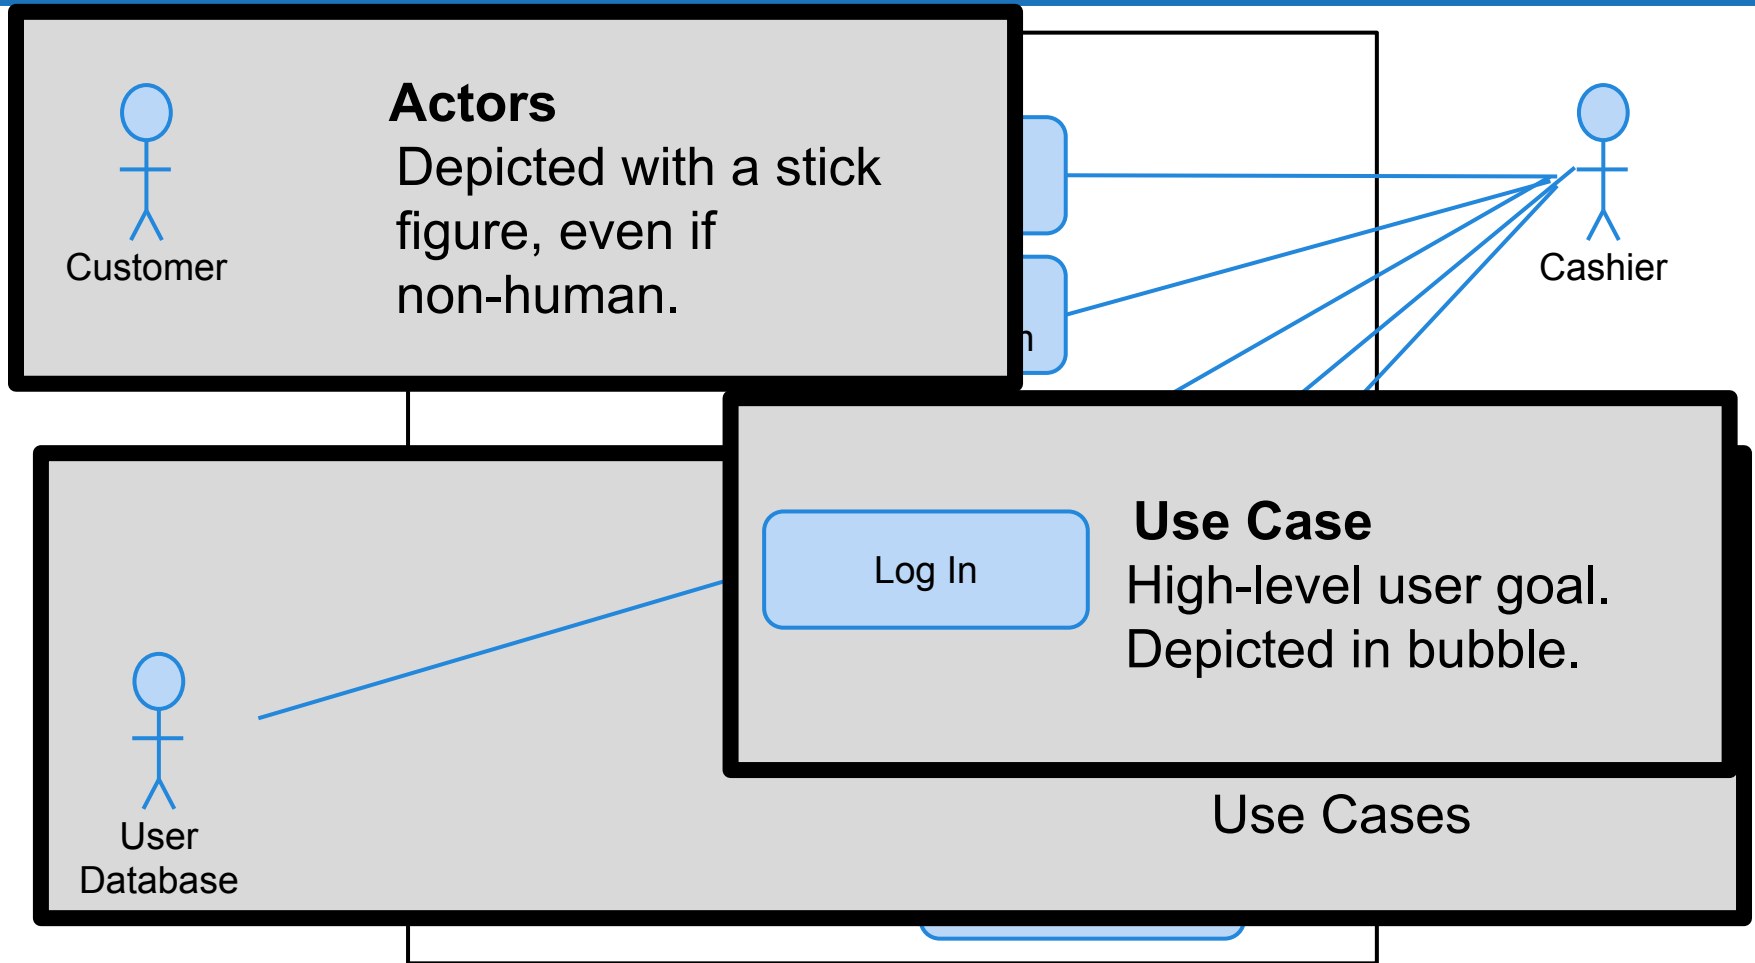 Actors
Depicted with a stick
figure, even if
non-human.
Customer
Cashier
Use Case
High-level user goal.
Depicted in bubble.
Log In
Use Cases
User
Database